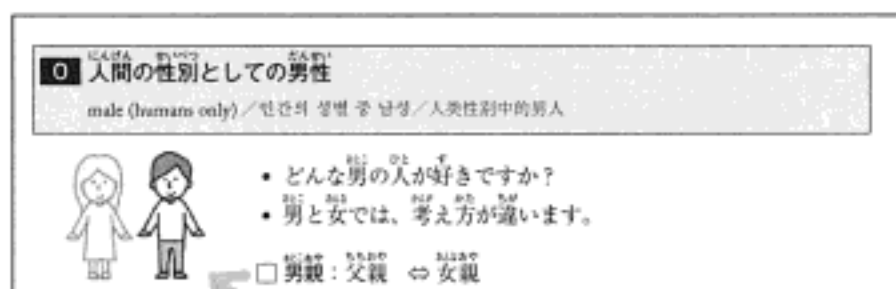 0 人間の性別としての男性
male (humans only)／인간의 성별 중 남성／人类性别中的男人
• どんな男の人が好きですか？
• 男と女では、考え方が違います。
□ 男親：父親 ⇔ 女親